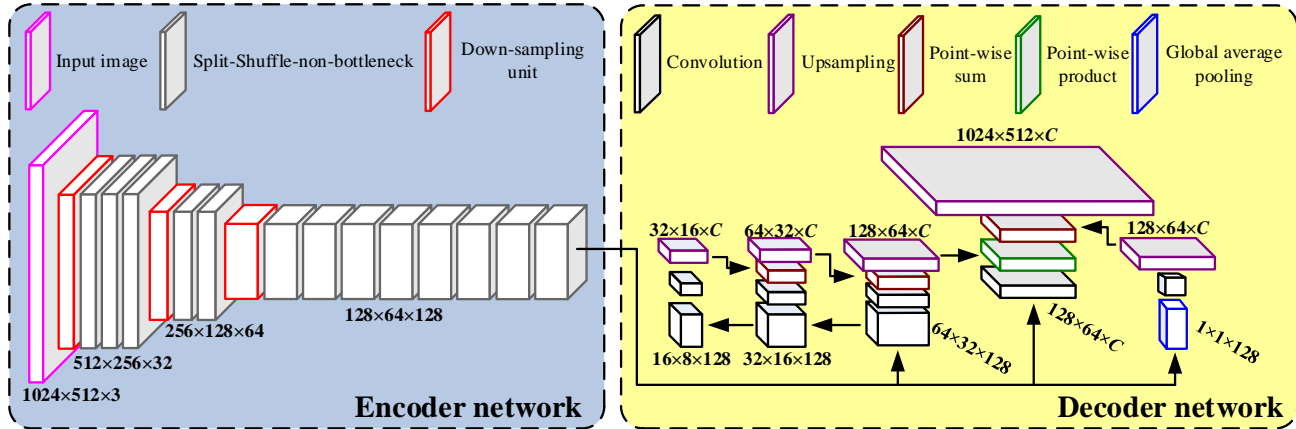 Input image
Split-Shuffle-non-bottleneck
Down-sampling
unit
1024×512×3
512×256×32
256×128×64
128×64×128
Encoder network
Convolution
Upsampling
Point-wise
sum
Point-wise
product
Global average
pooling
1024×512×C
32×16×C
64×32×C
128×64×C
128×64×C
16×8×128
32×16×128
64×32×128
128×64×C
1×1×128
Decoder network